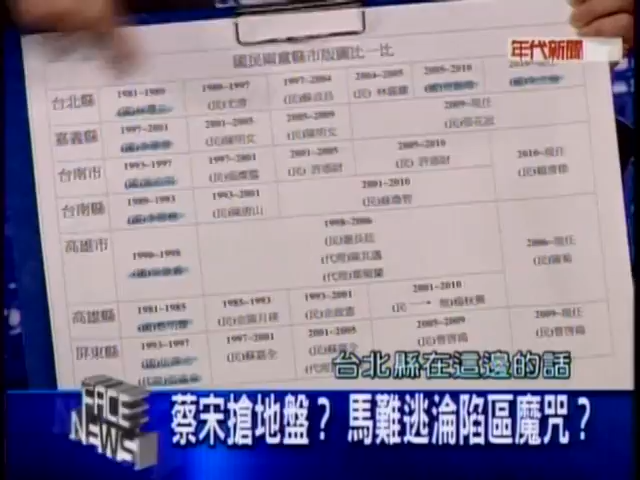 年代新聞
國民兩黨縣市版圖比一比
台北縣 1981~1989 1989~1997 1997~2004 2004~2005 2005~2010
(民)尤清 (民)蘇貞昌 (民)林錫耀
嘉義縣 1997~2001 2001~2005 2005~2009 2009~現任
(民)陳明文 (民)陳明文 (民)張花冠
台南市 1993~1997 1997~2001 2001~2005 2005~2010 2010~現任
(民)張燦鍙 (民)許添財 (民)許添財 (民)賴清德
台南縣 1989~1993 1993~2001 2001~2010
(民)陳唐山 (民)蘇煥智
高雄市 1990~1998 1998~2006 2006~現任
(民)謝長廷 (民)陳菊
(代理)陳其邁
(代理)葉菊蘭
高雄縣 1981~1985 1985~1993 1993~2001 2001~2010
(民)余陳月瑛 (民)余政憲 (民 → 無)楊秋興
屏東縣 1993~1997 1997~2001 2001~2005 2005~2009 2009~現任
(民)蘇嘉全 (民)蘇嘉全 (民)曹啟鴻 (民)曹啟鴻
台北縣在這邊的話
FACE NEWS
蔡宋搶地盤？ 馬難逃淪陷區魔咒？